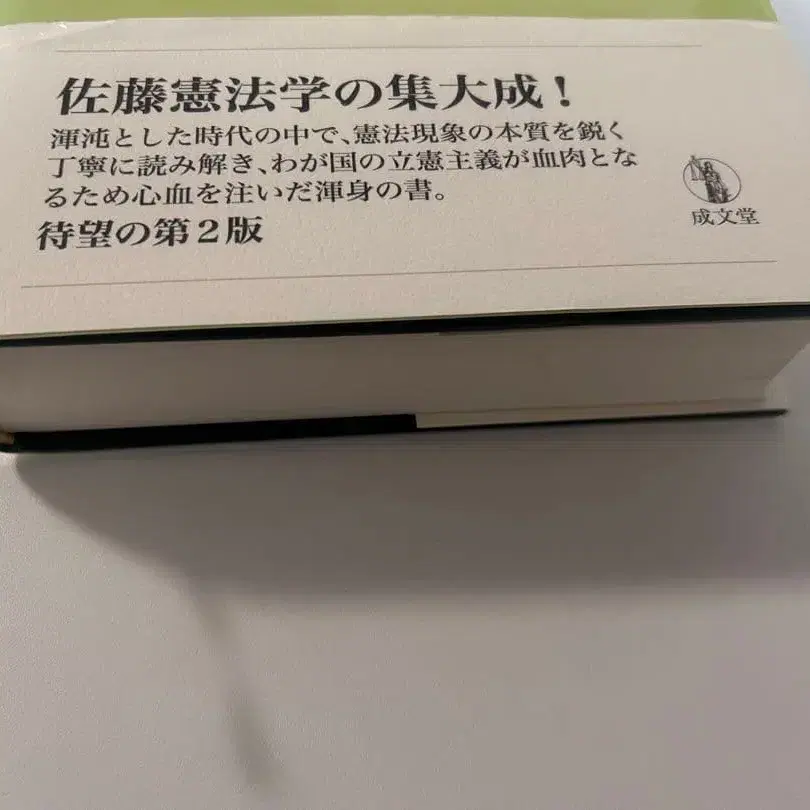 佐藤憲法学の集大成！
渾沌とした時代の中で、憲法現象の本質を鋭く
丁寧に読み解き、わが国の立憲主義が血肉とな
るため心血を注いだ渾身の書。
待望の第２版
成文堂